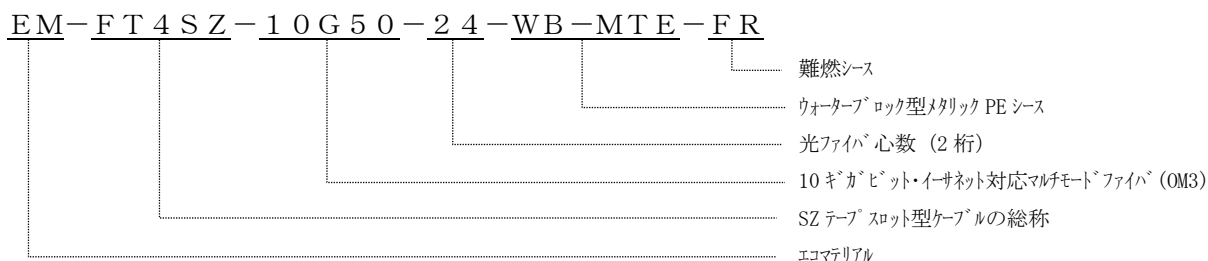 EM-FT4SZ-10G50-24-WB-MTE-FR
難燃シース
ウォーターブロック型メタリック PE シース
光ファイバ心数 (2 桁)
10 ギガビット・イーサネット対応マルチモードファイバ (OM3)
SZ テープスロット型ケーブルの総称
エコマテリアル